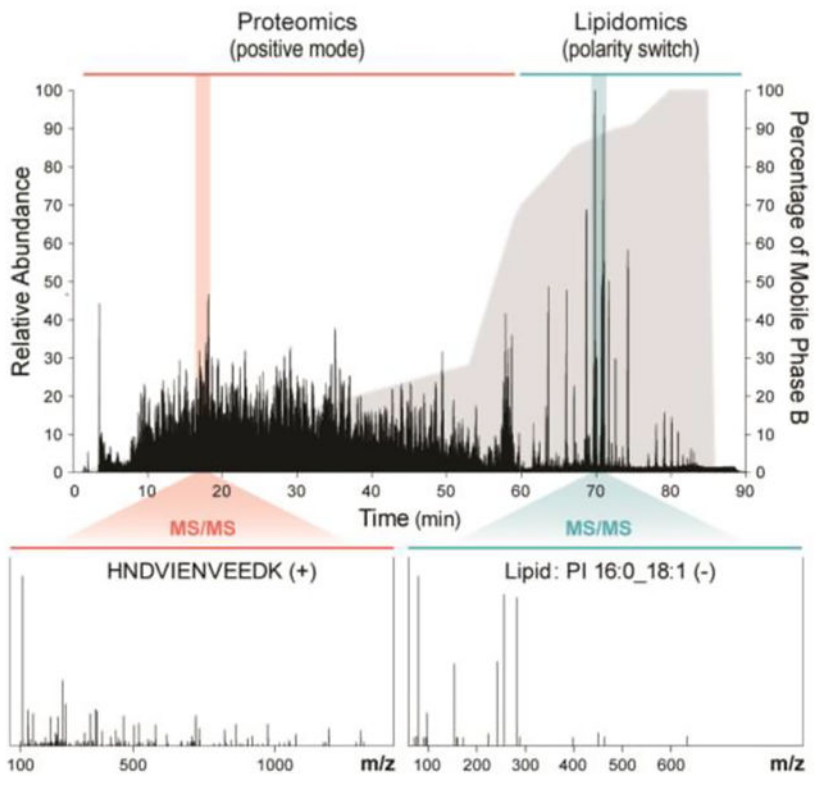 Proteomics
(positive mode)
Lipidomics
(polarity switch)
Relative Abundance
100
90
80
70
60
50
40
30
20
10
0
100
90
80
70
60
50
40
30
20
10
0
Percentage of Mobile Phase B
0 10 20 30 40 50 60 70 80 90
Time (min)
MS/MS
MS/MS
HNDVIENVEEDK (+)
100 500 1000 m/z
Lipid: PI 16:0_18:1 (-)
100 200 300 400 500 600 m/z